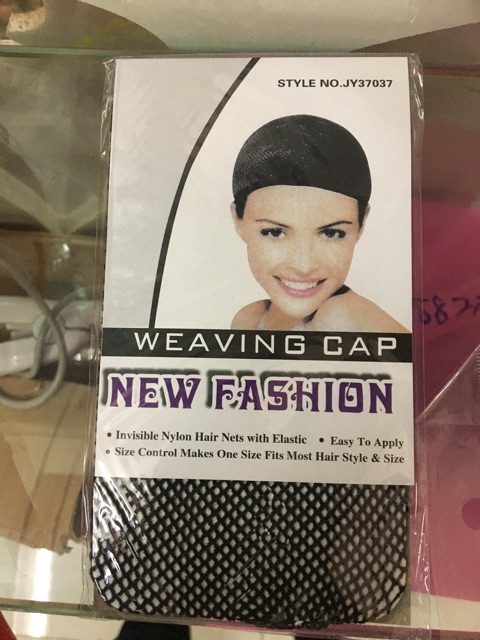 STYLE NO.JY37037
WEAVING CAP
NEW FASHION
• Invisible Nylon Hair Nets with Elastic • Easy To Apply
• Size Control Makes One Size Fits Most Hair Style & Size